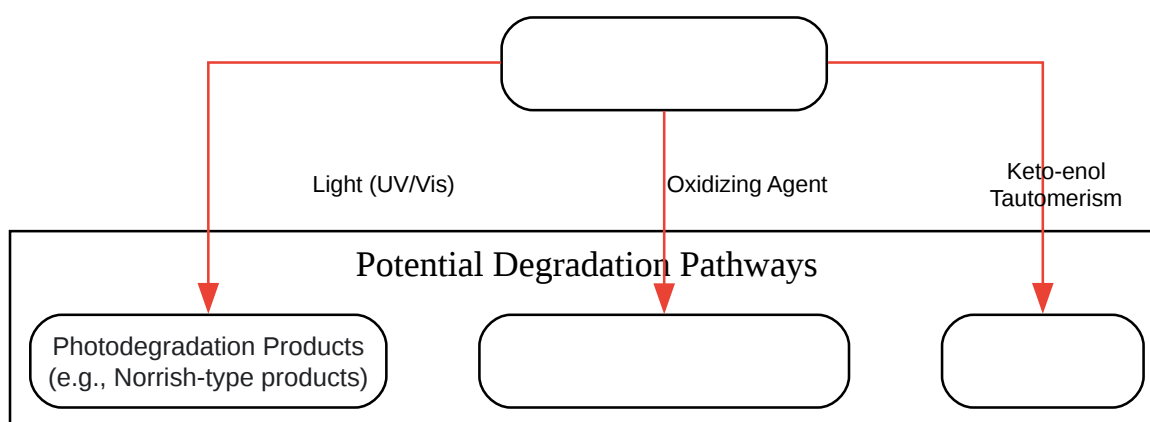 Light (UV/Vis)
Oxidizing Agent
Keto-enol
Tautomerism
Potential Degradation Pathways
Photodegradation Products
(e.g., Norrish-type products)